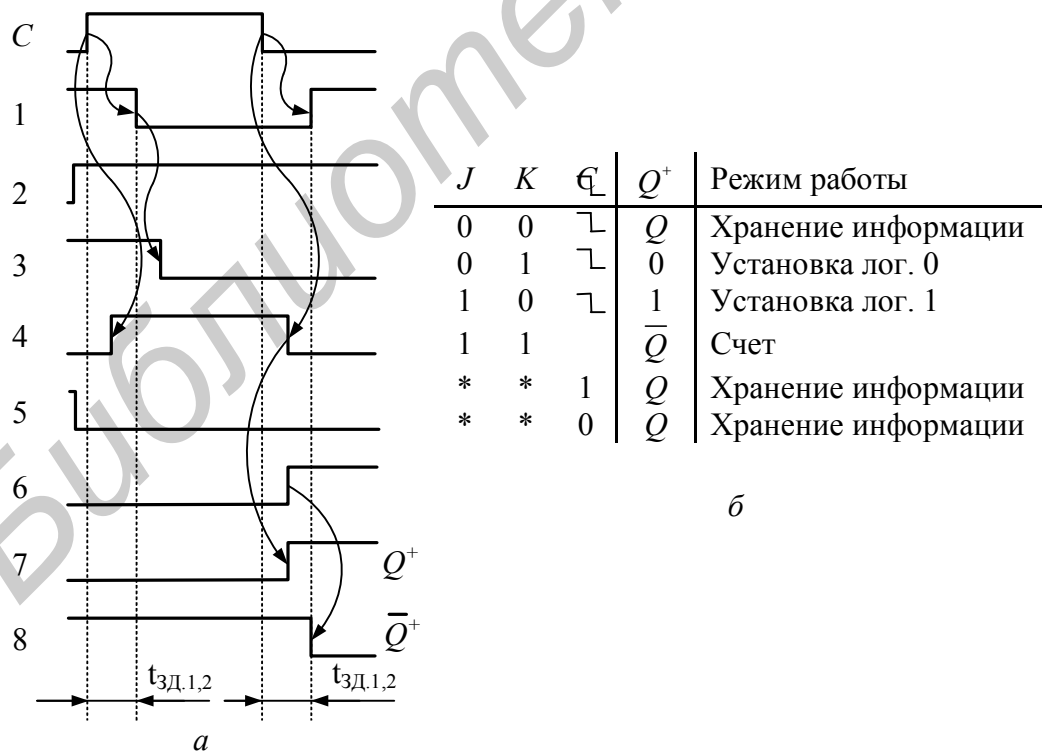 C
1
2
3
4
5
6
7 Q⁺
8 Q̅⁺
tЗД.1,2 tЗД.1,2
а
J K C Q⁺ Режим работы
0 0 Q Хранение информации
0 1 0 Установка лог. 0
1 0 1 Установка лог. 1
1 1 Q̅ Счет
* * 1 Q Хранение информации
* * 0 Q Хранение информации
б